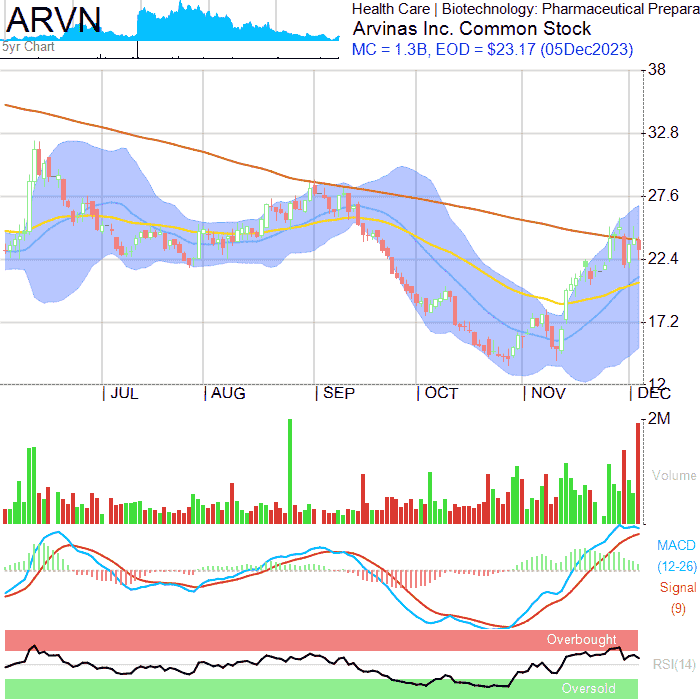 ARVN
5yr Chart
Health Care | Biotechnology: Pharmaceutical Prepara
Arvinas Inc. Common Stock
MC = 1.3B, EOD = $23.17 (05Dec2023)
38
32.8
27.6
22.4
17.2
12
JUL AUG SEP OCT NOV DEC
2M
Volume
MACD
(12-26)
Signal
(9)
Overbought
RSI(14)
Oversold